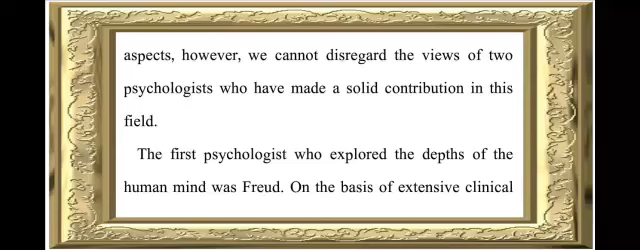 aspects, however, we cannot disregard the views of two
psychologists who have made a solid contribution in this
field.
The first psychologist who explored the depths of the
human mind was Freud. On the basis of extensive clinical